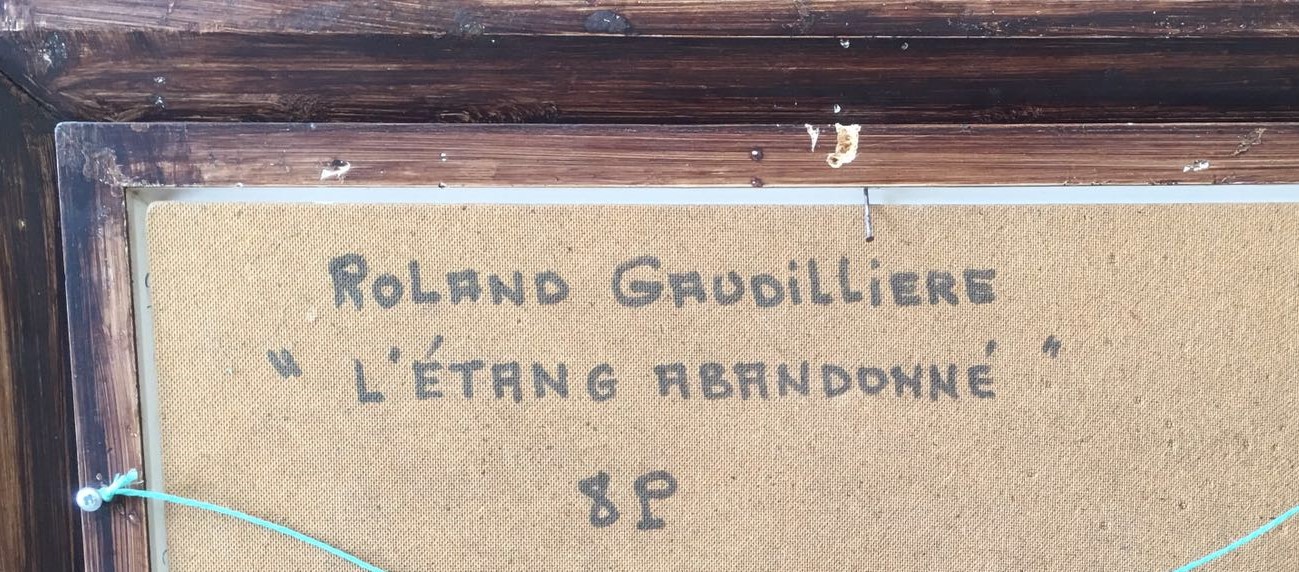 ROLAND GAUDILLIERE
" L'ÉTANG ABANDONNÉ "
8P